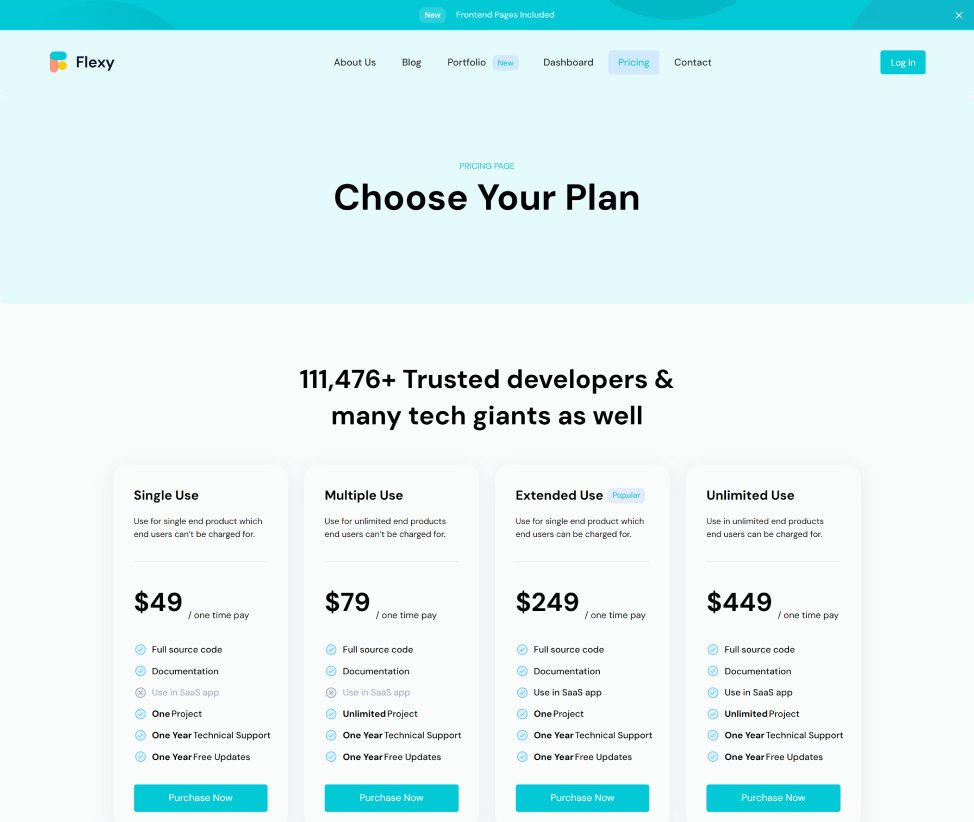 New Frontend Pages Included
Flexy
About Us
Blog
Portfolio New
Dashboard
Pricing
Contact
Log In
PRICING PAGE
Choose Your Plan
111,476+ Trusted developers &
many tech giants as well
Single Use
Use for single end product which
end users can't be charged for.
$49 / one time pay
Full source code
Documentation
Use in SaaS app
One Project
One Year Technical Support
One Year Free Updates
Purchase Now
Multiple Use
Use for unlimited end products
end users can't be charged for.
$79 / one time pay
Full source code
Documentation
Use in SaaS app
Unlimited Project
One Year Technical Support
One Year Free Updates
Purchase Now
Extended Use Popular
Use for single end product which
end users can be charged for.
$249 / one time pay
Full source code
Documentation
Use in SaaS app
One Project
One Year Technical Support
One Year Free Updates
Purchase Now
Unlimited Use
Use in unlimited end products
end users can be charged for.
$449 / one time pay
Full source code
Documentation
Use in SaaS app
Unlimited Project
One Year Technical Support
One Year Free Updates
Purchase Now